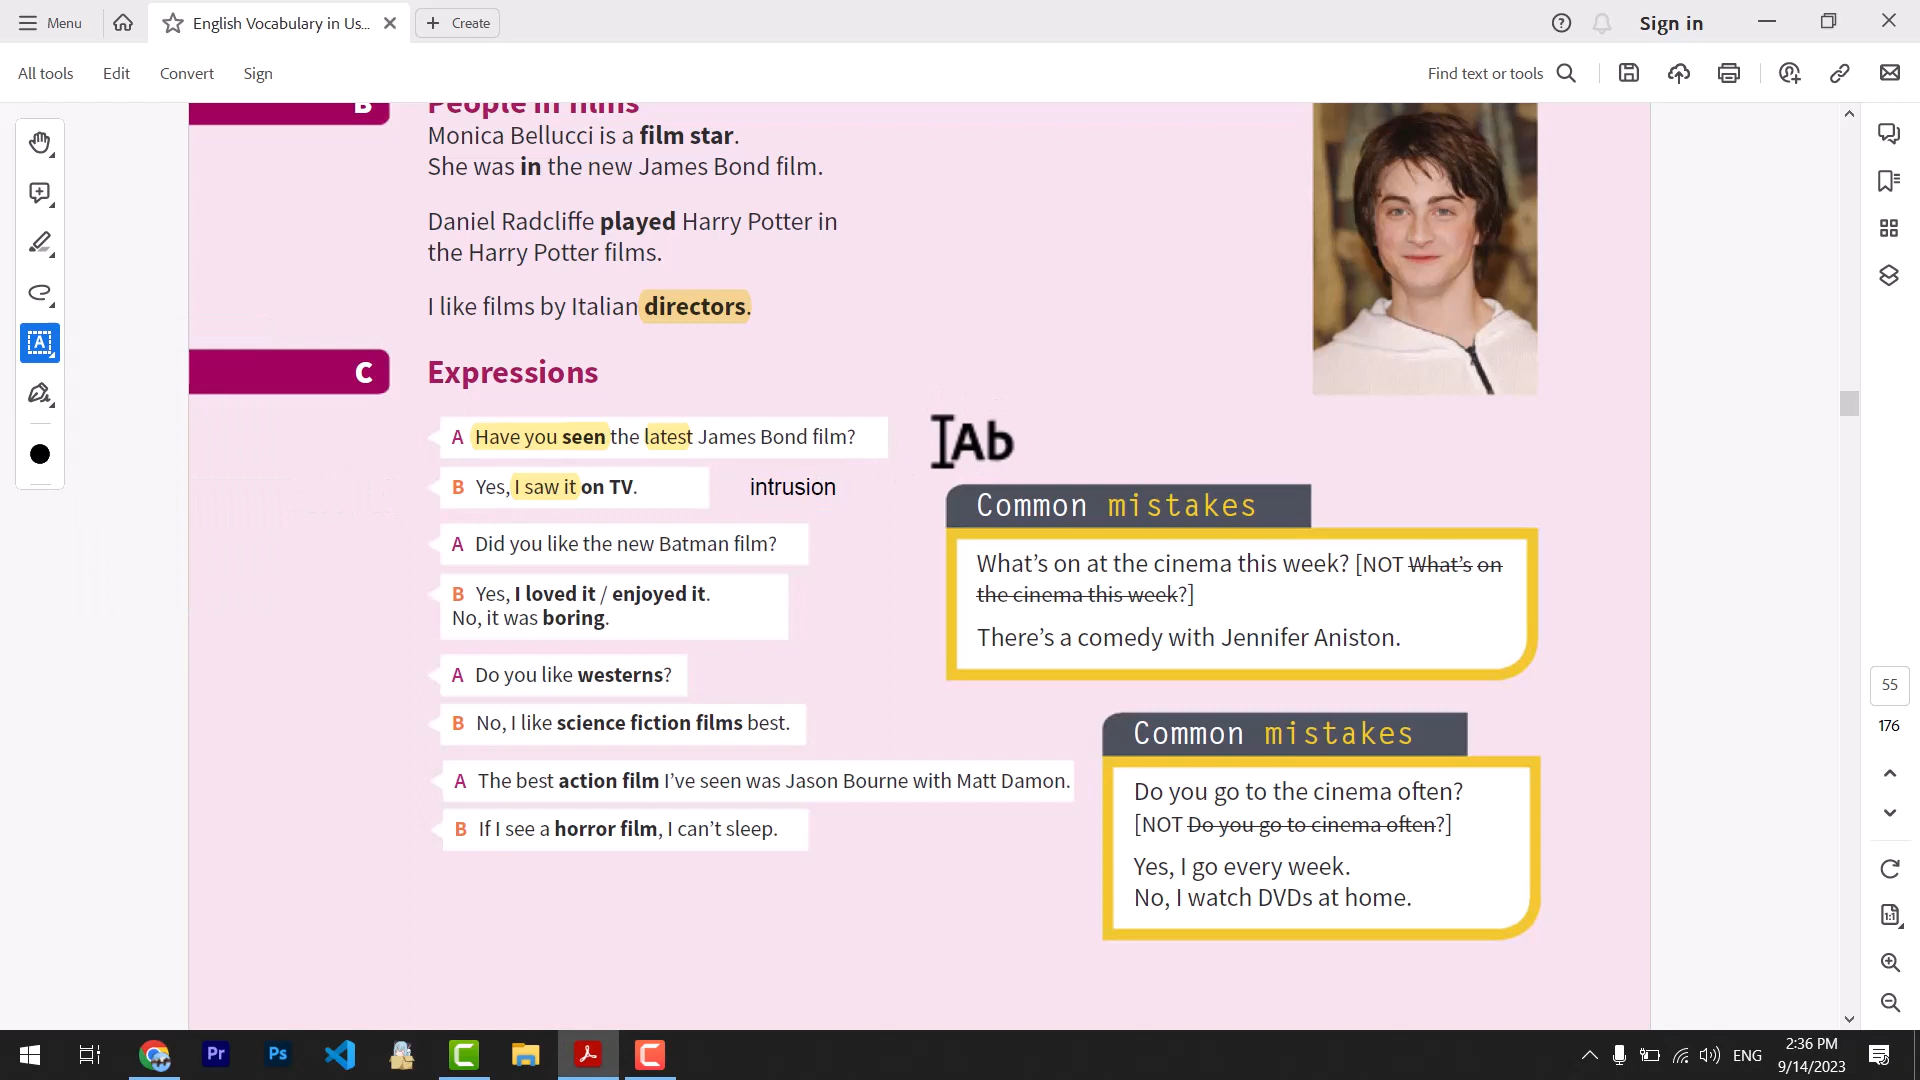 Menu
English Vocabulary in Us...
Create
Sign in
All tools
Edit
Convert
Sign
Find text or tools
B
People in films
Monica Bellucci is a film star.
She was in the new James Bond film.
Daniel Radcliffe played Harry Potter in
the Harry Potter films.
I like films by Italian directors.
C
Expressions
A Have you seen the latest James Bond film?
B Yes, I saw it on TV.
intrusion
A Did you like the new Batman film?
B Yes, I loved it / enjoyed it.
No, it was boring.
A Do you like westerns?
B No, I like science fiction films best.
A The best action film I've seen was Jason Bourne with Matt Damon.
B If I see a horror film, I can't sleep.
Ab
Common mistakes
What's on at the cinema this week? [NOT What's on
the cinema this week?]
There's a comedy with Jennifer Aniston.
Common mistakes
Do you go to the cinema often?
[NOT Do you go to cinema often?]
Yes, I go every week.
No, I watch DVDs at home.
55
176
A
1:1
Pr
Ps
ENG
2:36 PM
9/14/2023